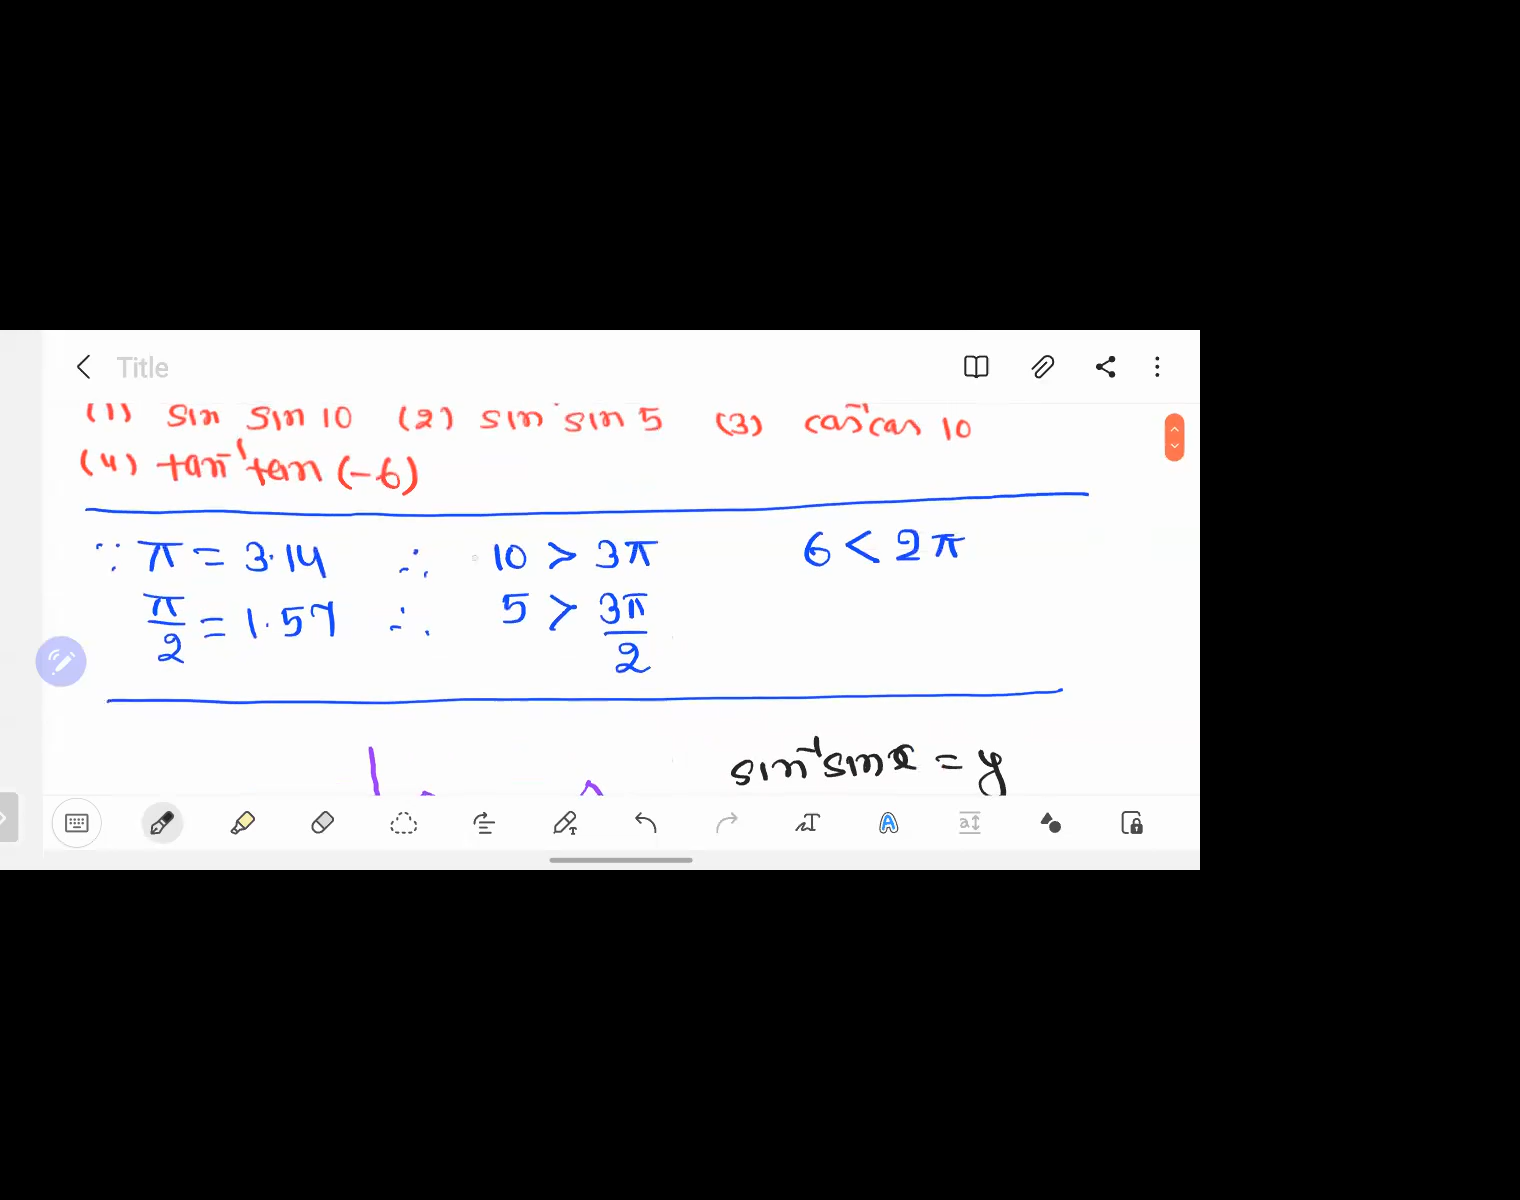 Title
(1) sin sin 10 (2) sin⁻ sin 5 (3) cos⁻¹cos 10
(4) tan⁻¹tan (-6)
∵ π = 3.14 ∴ 10 > 3π 6 < 2π
π/2 = 1.57 ∴ 5 > 3π/2
sin⁻¹sinx = y